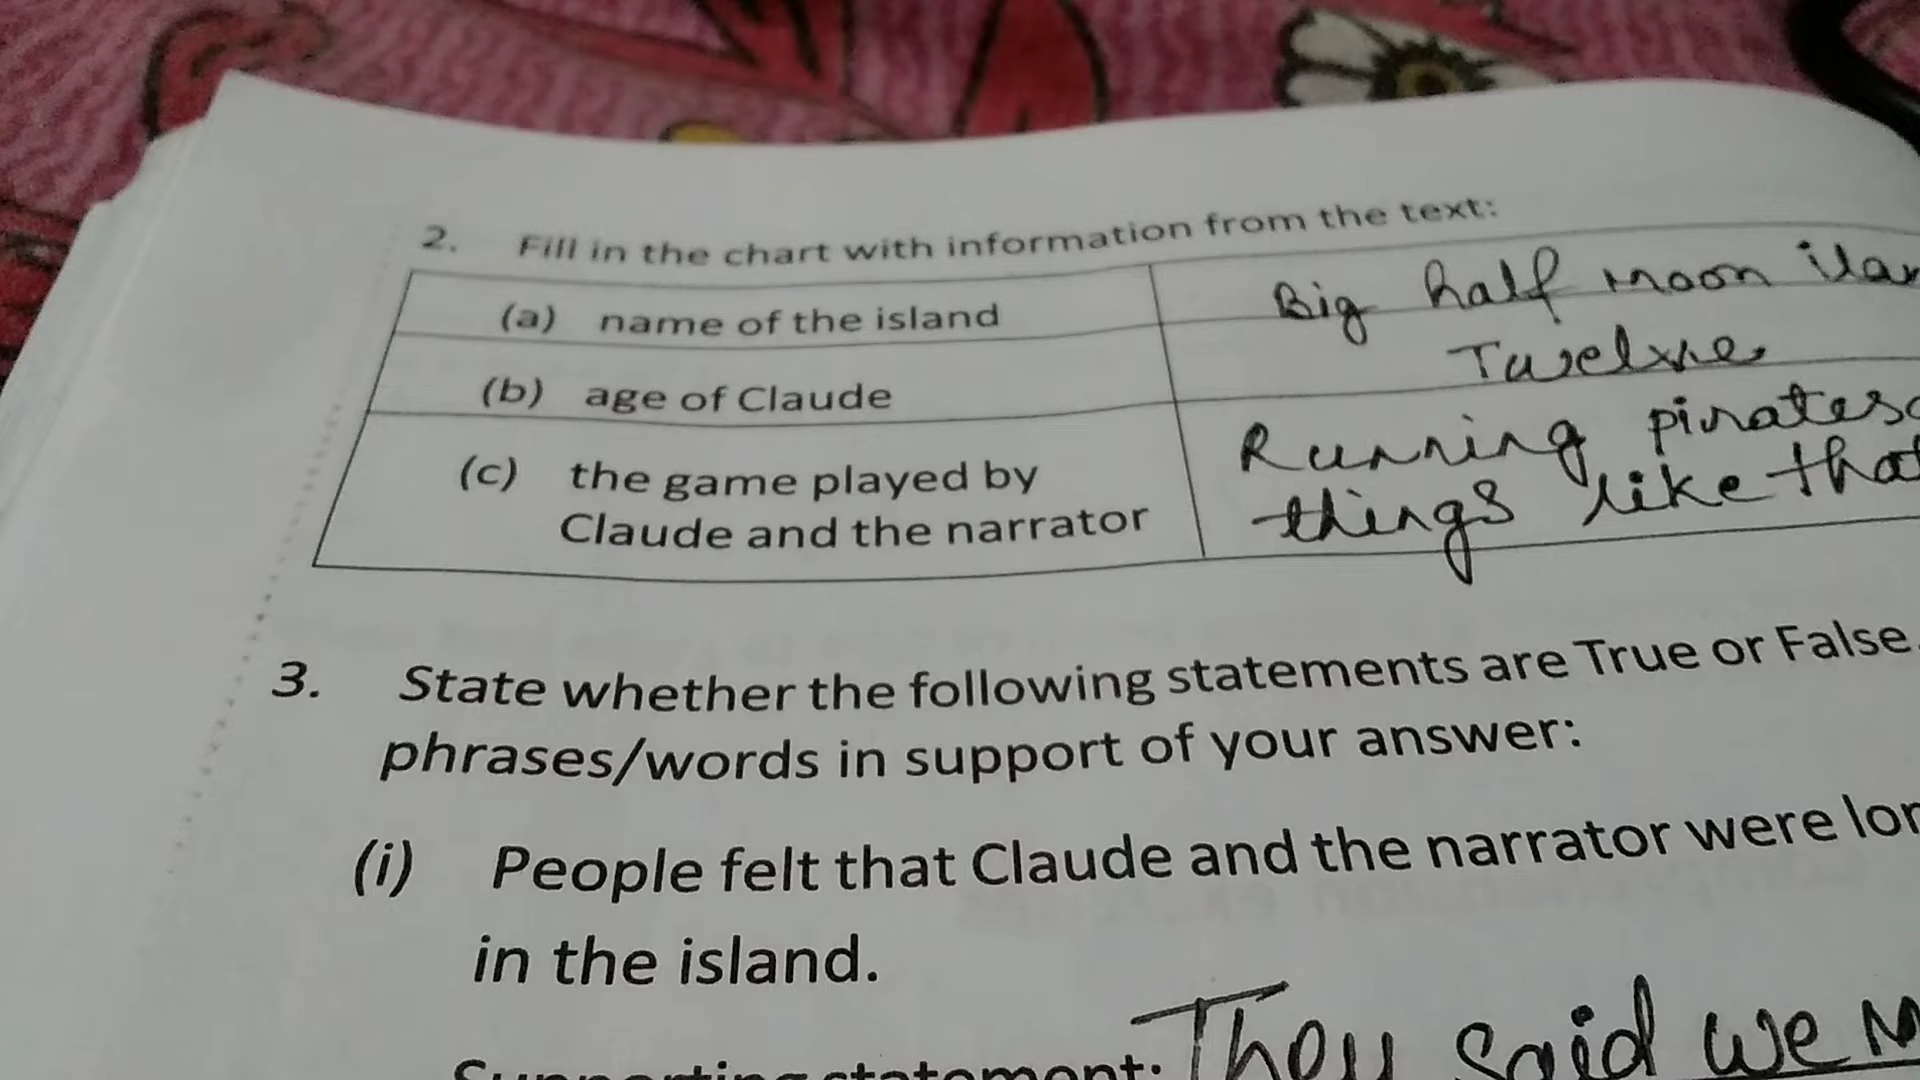 2. Fill in the chart with information from the text:
(a) name of the island
Big half moon
(b) age of Claude
Twelve
(c) the game played by
Claude and the narrator
Running pirates
things like that
3. State whether the following statements are True or False.
phrases/words in support of your answer:
(i) People felt that Claude and the narrator were
in the island.
Supporting statement: They said we